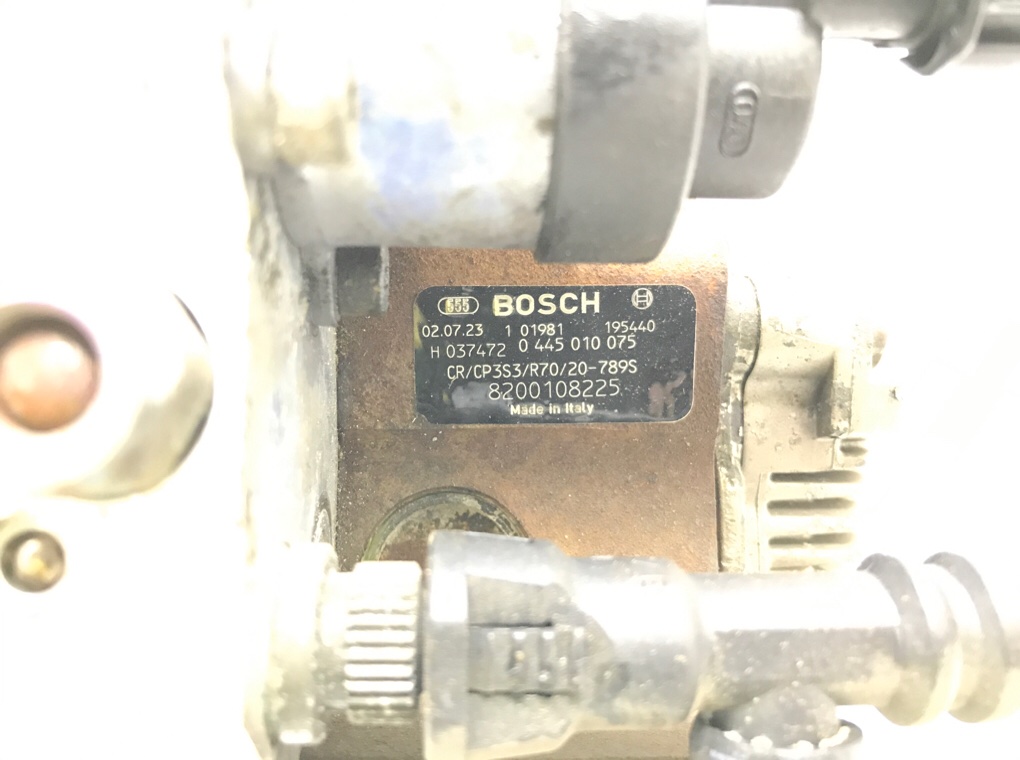 555 BOSCH
02.07.23 1 01981 195440
H 037472 0 445 010 075
CR/CP3S3/R70/20-789S
8200108225
Made in Italy